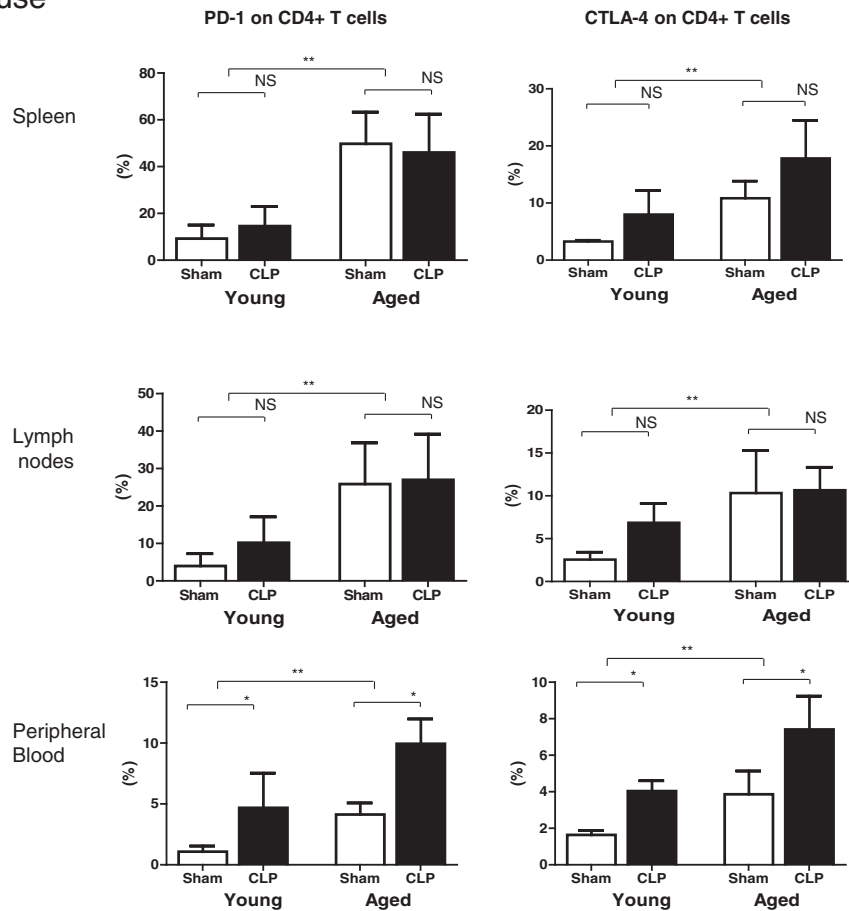 use
PD-1 on CD4+ T cells
CTLA-4 on CD4+ T cells
Spleen
80
60
40
20
0
(%)
**
NS
NS
Sham
CLP
Sham
CLP
Young
Aged
30
20
10
0
(%)
**
NS
NS
Sham
CLP
Sham
CLP
Young
Aged
Lymph
nodes
50
40
30
20
10
0
(%)
**
NS
NS
Sham
CLP
Sham
CLP
Young
Aged
20
15
10
5
0
(%)
**
NS
NS
Sham
CLP
Sham
CLP
Young
Aged
Peripheral
Blood
15
10
5
0
(%)
**
*
*
Sham
CLP
Sham
CLP
Young
Aged
10
8
6
4
2
0
(%)
**
*
*
Sham
CLP
Sham
CLP
Young
Aged